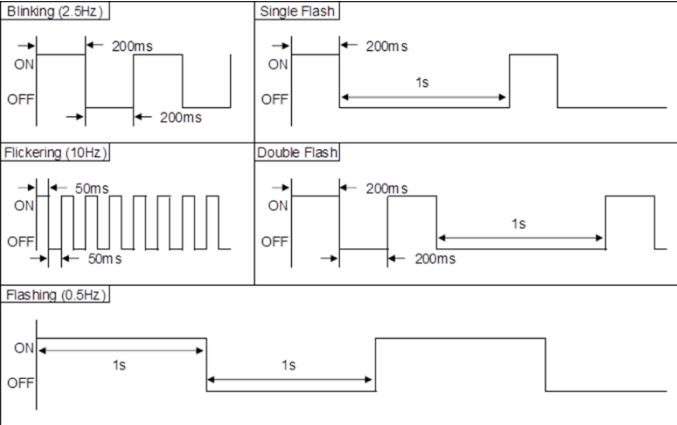 Blinking (2.5Hz)
200ms
ON
OFF
200ms
Single Flash
200ms
ON
1s
OFF
Flickering (10Hz)
50ms
ON
OFF
50ms
Double Flash
200ms
ON
1s
OFF
200ms
Flashing (0.5Hz)
ON
1s
1s
OFF